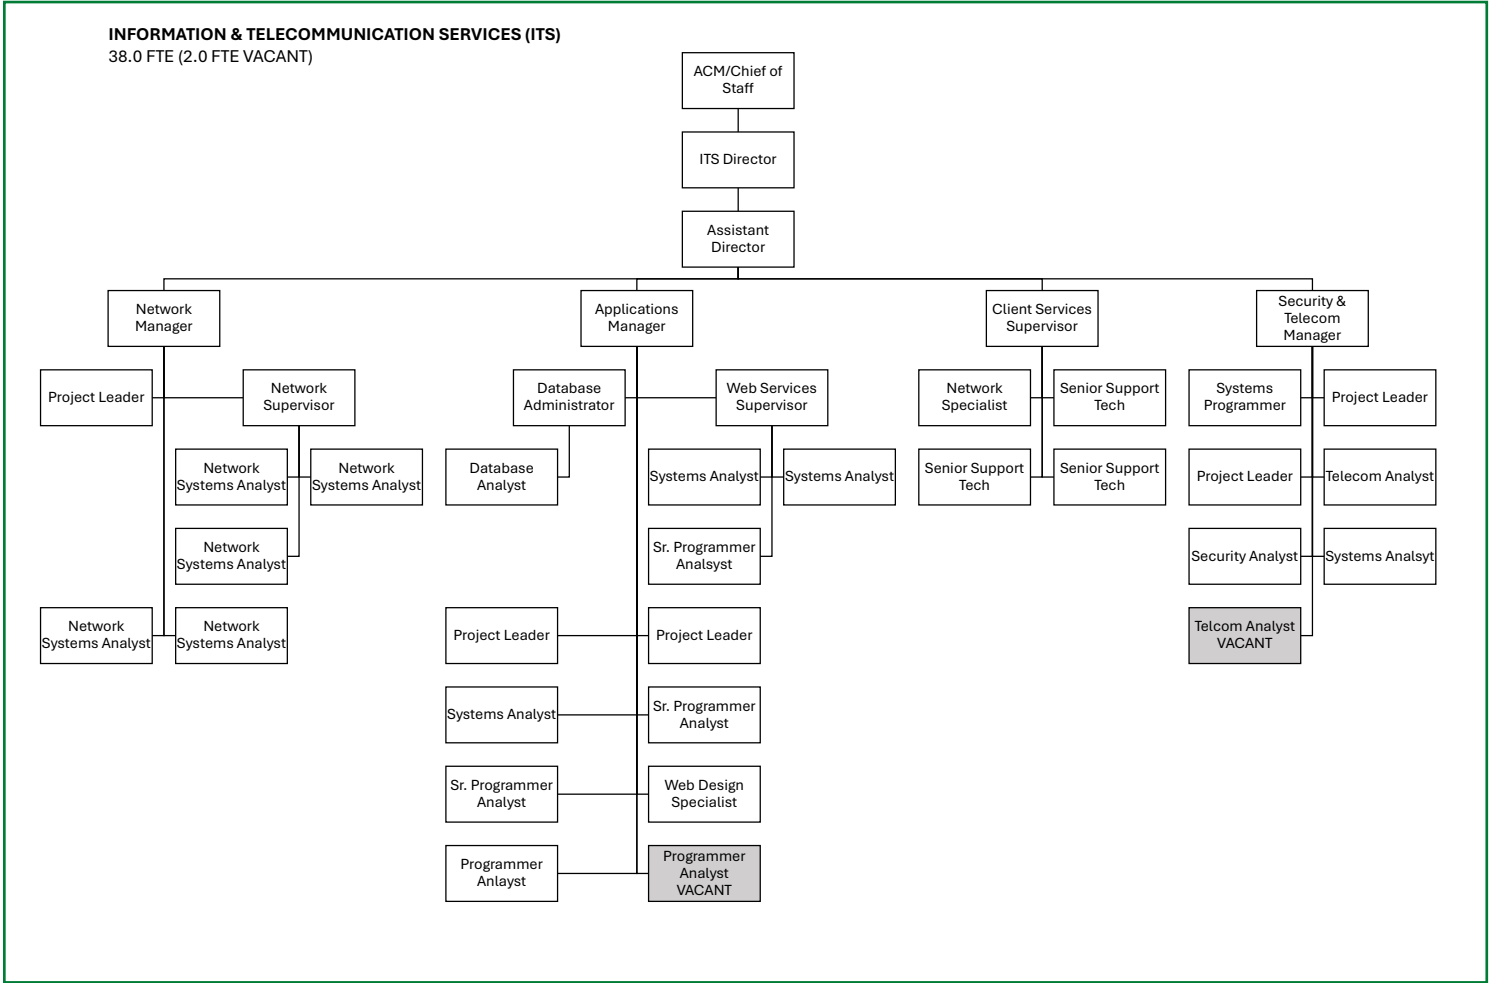 INFORMATION & TELECOMMUNICATION SERVICES (ITS)
38.0 FTE (2.0 FTE VACANT)
ACM/Chief of
Staff
ITS Director
Assistant
Director
Network
Manager
Applications
Manager
Client Services
Supervisor
Security &
Telecom
Manager
Project Leader
Network
Supervisor
Database
Administrator
Web Services
Supervisor
Network
Specialist
Senior Support
Tech
Systems
Programmer
Project Leader
Network
Systems Analyst
Network
Systems Analyst
Database
Analyst
Systems Analyst
Systems Analyst
Senior Support
Tech
Senior Support
Tech
Project Leader
Telecom Analyst
Network
Systems Analyst
Sr. Programmer
Analsyst
Security Analyst
Systems Analsyt
Network
Systems Analyst
Network
Systems Analyst
Project Leader
Project Leader
Telcom Analyst
VACANT
Systems Analyst
Sr. Programmer
Analyst
Sr. Programmer
Analyst
Web Design
Specialist
Programmer
Anlayst
Programmer
Analyst
VACANT